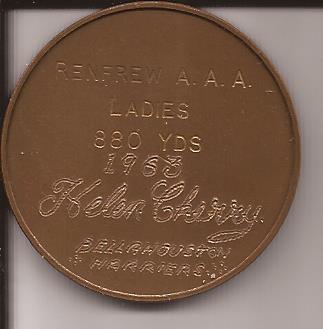 RENFREW A.A.A.
LADIES
880 YDS
1963
Helen Cherry
BELLAHOUSTON
HARRIERS